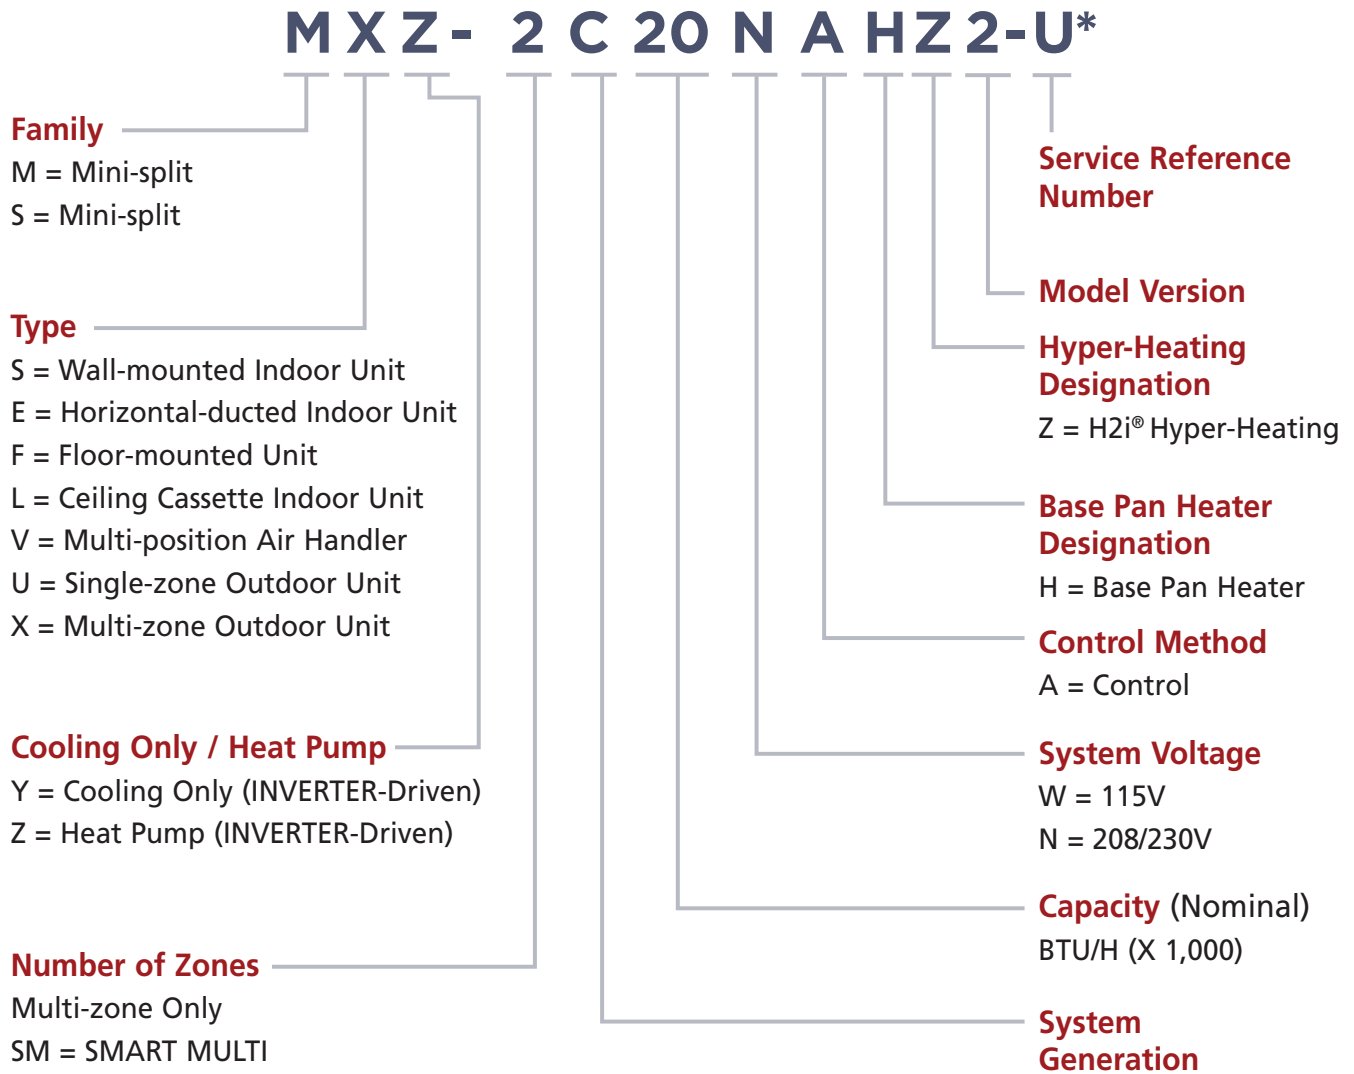 MXZ- 2C20NAHZ2-U*
Family
M = Mini-split
S = Mini-split
Type
S = Wall-mounted Indoor Unit
E = Horizontal-ducted Indoor Unit
F = Floor-mounted Unit
L = Ceiling Cassette Indoor Unit
V = Multi-position Air Handler
U = Single-zone Outdoor Unit
X = Multi-zone Outdoor Unit
Cooling Only / Heat Pump
Y = Cooling Only (INVERTER-Driven)
Z = Heat Pump (INVERTER-Driven)
Number of Zones
Multi-zone Only
SM = SMART MULTI
Service Reference
Number
Model Version
Hyper-Heating
Designation
Z = H2i® Hyper-Heating
Base Pan Heater
Designation
H = Base Pan Heater
Control Method
A = Control
System Voltage
W = 115V
N = 208/230V
Capacity (Nominal)
BTU/H (X 1,000)
System
Generation